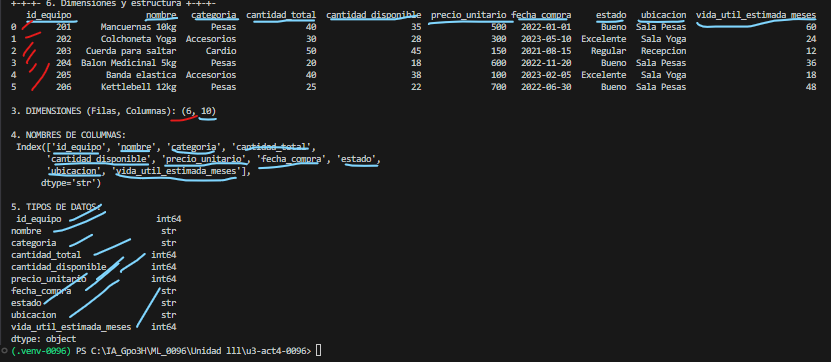 +-+-+- 6. Dimensiones y estructura +-+-+-
id_equipo nombre categoria cantidad_total cantidad_disponible precio_unitario fecha_compra estado ubicacion vida_util_estimada_meses
0 201 Mancuernas 10kg Pesas 40 35 500 2022-01-01 Bueno Sala Pesas 60
1 202 Colchoneta Yoga Accesorios 30 28 300 2023-05-10 Excelente Sala Yoga 24
2 203 Cuerda para saltar Cardio 50 45 150 2021-08-15 Regular Recepcion 12
3 204 Balon Medicinal 5kg Pesas 20 18 600 2022-11-20 Bueno Sala Pesas 36
4 205 Banda elastica Accesorios 40 38 100 2023-02-05 Excelente Sala Yoga 18
5 206 Kettlebell 12kg Pesas 25 22 700 2022-06-30 Bueno Sala Pesas 48
3. DIMENSIONES (Filas, Columnas): (6, 10)
4. NOMBRES DE COLUMNAS:
Index(['id_equipo', 'nombre', 'categoria', 'cantidad_total',
'cantidad_disponible', 'precio_unitario', 'fecha_compra', 'estado',
'ubicacion', 'vida_util_estimada_meses'],
dtype='str')
5. TIPOS DE DATOS:
id_equipo int64
nombre str
categoria str
cantidad_total int64
cantidad_disponible int64
precio_unitario int64
fecha_compra str
estado str
ubicacion str
vida_util_estimada_meses int64
dtype: object
(.venv-0096) PS C:\IA_Gpo3H\ML_0096\Unidad lll\u3-act4-0096>